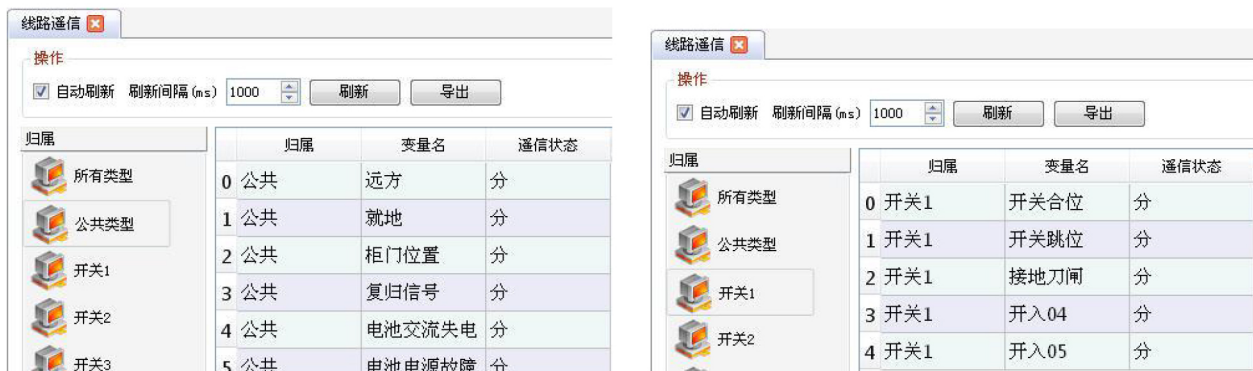 线路遥信
操作
自动刷新 刷新间隔(ms) 1000 刷新 导出
归属
所有类型
公共类型
开关1
开关2
开关3
归属 变量名 遥信状态
0 公共 远方 分
1 公共 就地 分
2 公共 柜门位置 分
3 公共 复归信号 分
4 公共 电池交流失电 分
5 公共 电池电源故障 分
线路遥信
操作
自动刷新 刷新间隔(ms) 1000 刷新 导出
归属
所有类型
公共类型
开关1
开关2
归属 变量名 遥信状态
0 开关1 开关合位 分
1 开关1 开关跳位 分
2 开关1 接地刀闸 分
3 开关1 开入04 分
4 开关1 开入05 分